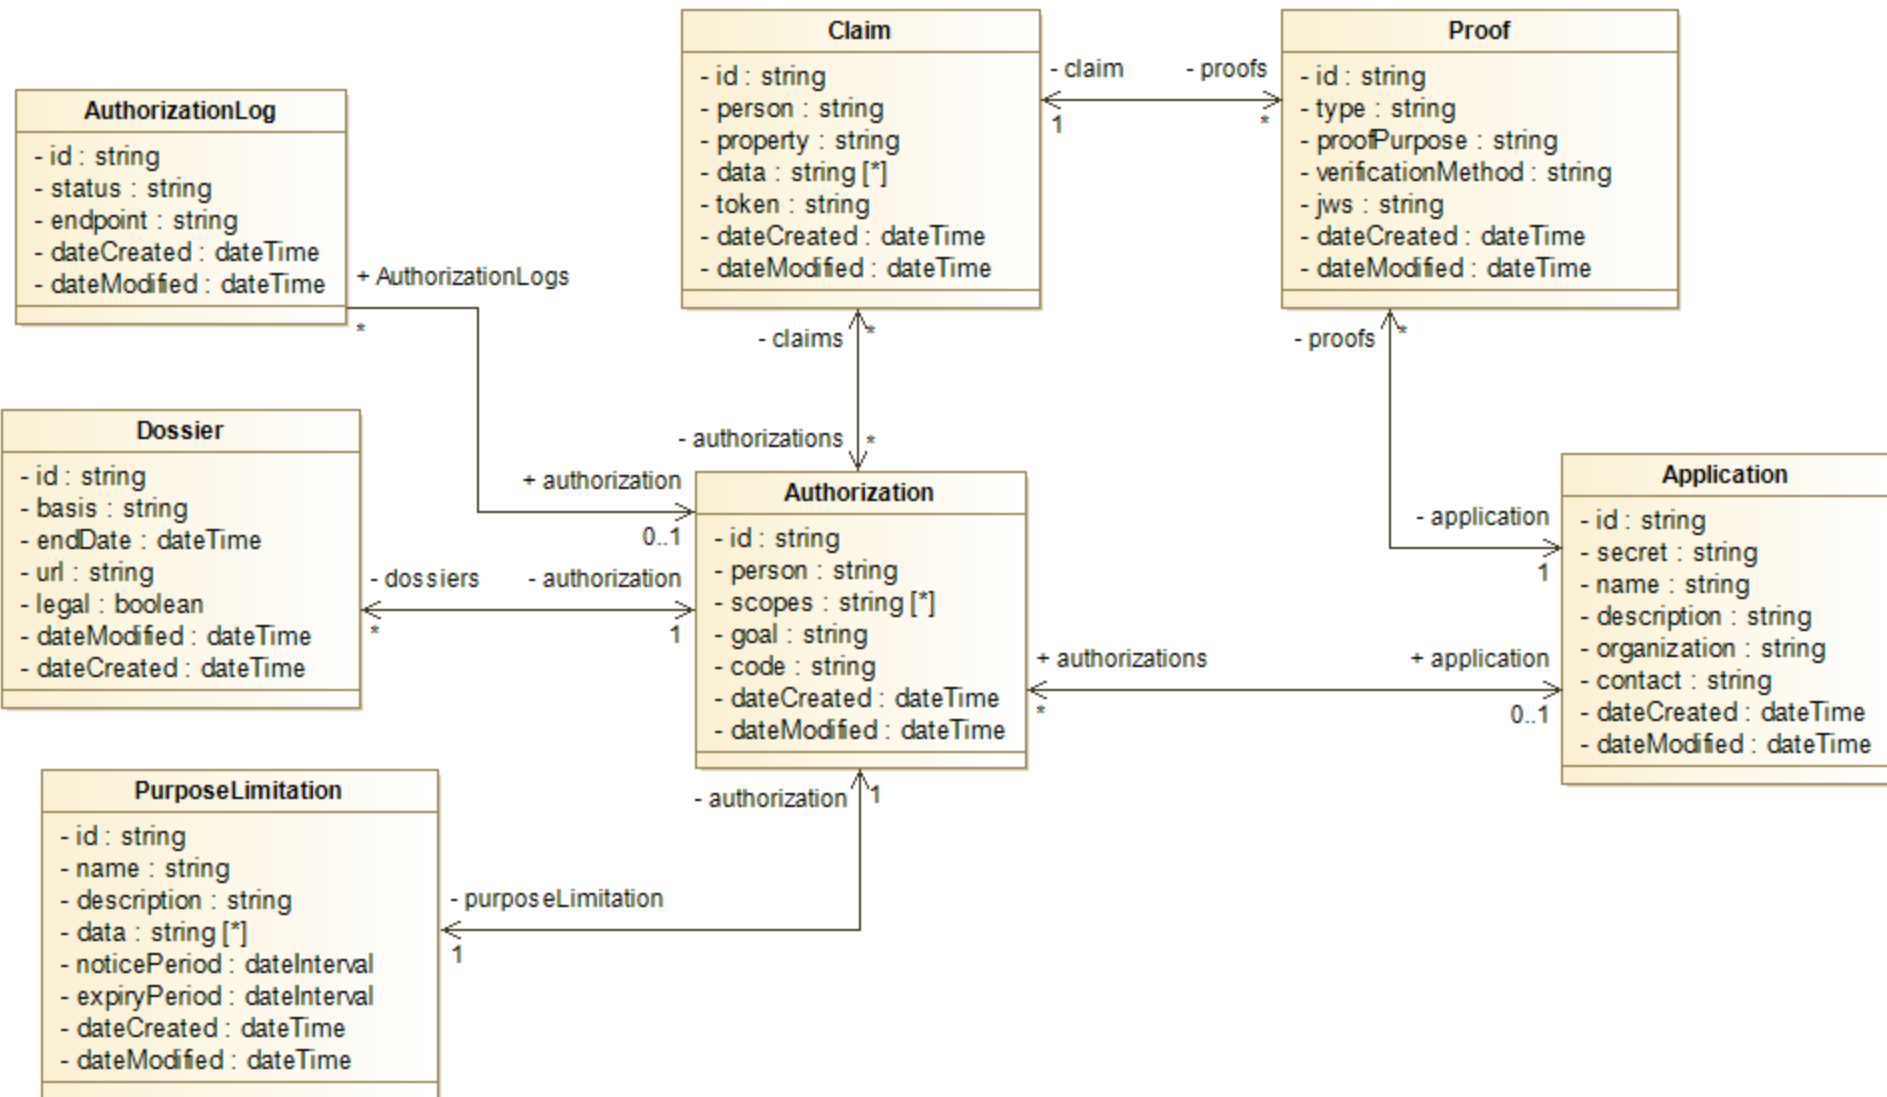 Claim
- id : string
- person : string
- property : string
- data : string [*]
- token : string
- dateCreated : dateTime
- dateModified : dateTime
- claim
- proofs
1
*
Proof
- id : string
- type : string
- proofPurpose : string
- verificationMethod : string
- jws : string
- dateCreated : dateTime
- dateModified : dateTime
AuthorizationLog
- id : string
- status : string
- endpoint : string
- dateCreated : dateTime
- dateModified : dateTime
+ AuthorizationLogs
*
- claims
*
- proofs
*
- authorizations
*
+ authorization
0..1
Dossier
- id : string
- basis : string
- endDate : dateTime
- url : string
- legal : boolean
- dateModified : dateTime
- dateCreated : dateTime
- dossiers
- authorization
*
1
Authorization
- id : string
- person : string
- scopes : string [*]
- goal : string
- code : string
- dateCreated : dateTime
- dateModified : dateTime
- application
1
+ authorizations
+ application
*
0..1
Application
- id : string
- secret : string
- name : string
- description : string
- organization : string
- contact : string
- dateCreated : dateTime
- dateModified : dateTime
- authorization
1
PurposeLimitation
- id : string
- name : string
- description : string
- data : string [*]
- noticePeriod : dateInterval
- expiryPeriod : dateInterval
- dateCreated : dateTime
- dateModified : dateTime
- purposeLimitation
1